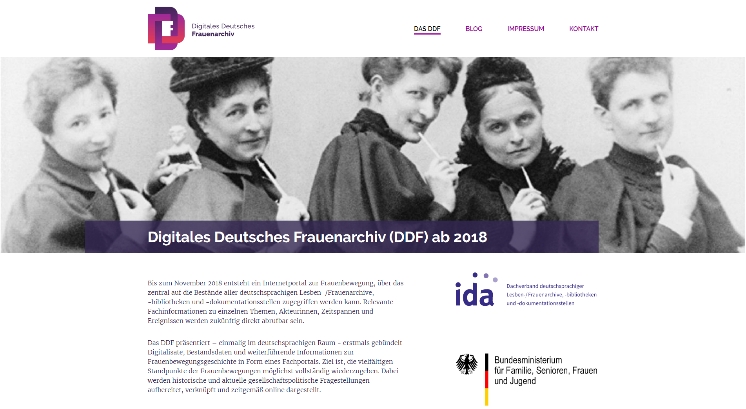 Digitales Deutsches
Frauenarchiv
DAS DDF
BLOG
IMPRESSUM
KONTAKT
Digitales Deutsches Frauenarchiv (DDF) ab 2018
Bis zum November 2018 entsteht ein Internetportal zur Frauenbewegung, über das
zentral auf die Bestände aller deutschsprachigen Lesben-/Frauenarchive,
-bibliotheken und -dokumentationsstellen zugegriffen werden kann. Relevante
Fachinformationen zu einzelnen Themen, Akteurinnen, Zeitspannen und
Ereignissen werden zukünftig direkt abrufbar sein.
Das DDF präsentiert – einmalig im deutschsprachigen Raum - erstmals gebündelt
Digitalisate, Bestandsdaten und weiterführende Informationen zur
Frauenbewegungsgeschichte in Form eines Fachportals. Ziel ist, die vielfältigen
Standpunkte der Frauenbewegungen möglichst vollständig wiederzugeben. Dabei
werden historische und aktuelle gesellschaftspolitische Fragestellungen
aufbereitet, verknüpft und zeitgemäß online dargestellt.
ida
Dachverband deutschsprachiger
Lesben-/Frauenarchive, -bibliotheken
und -dokumentationsstellen
Bundesministerium
für Familie, Senioren, Frauen
und Jugend